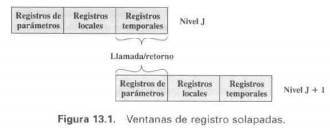 Registros de parámetros Registros locales Registros temporales Nivel J
Llamada/retorno
Registros de parámetros Registros locales Registros temporales Nivel J + 1
Figura 13.1. Ventanas de registro solapadas.